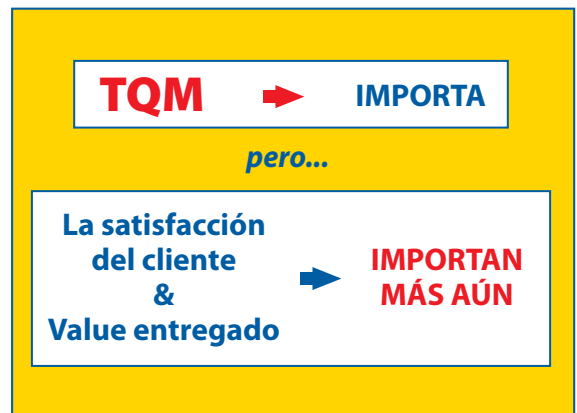 TQM IMPORTA
pero...
La satisfacción
del cliente
&
Value entregado
IMPORTAN
MÁS AÚN